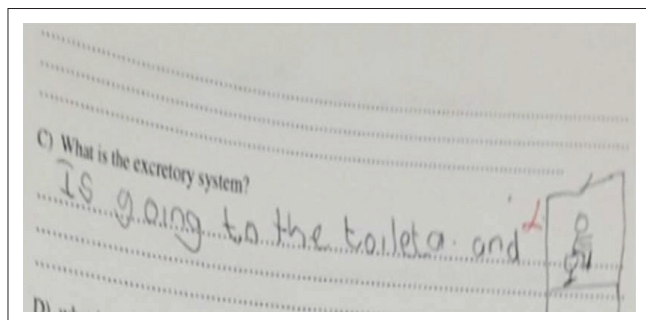 C) What is the excretory system?
Is going to the toileta. and